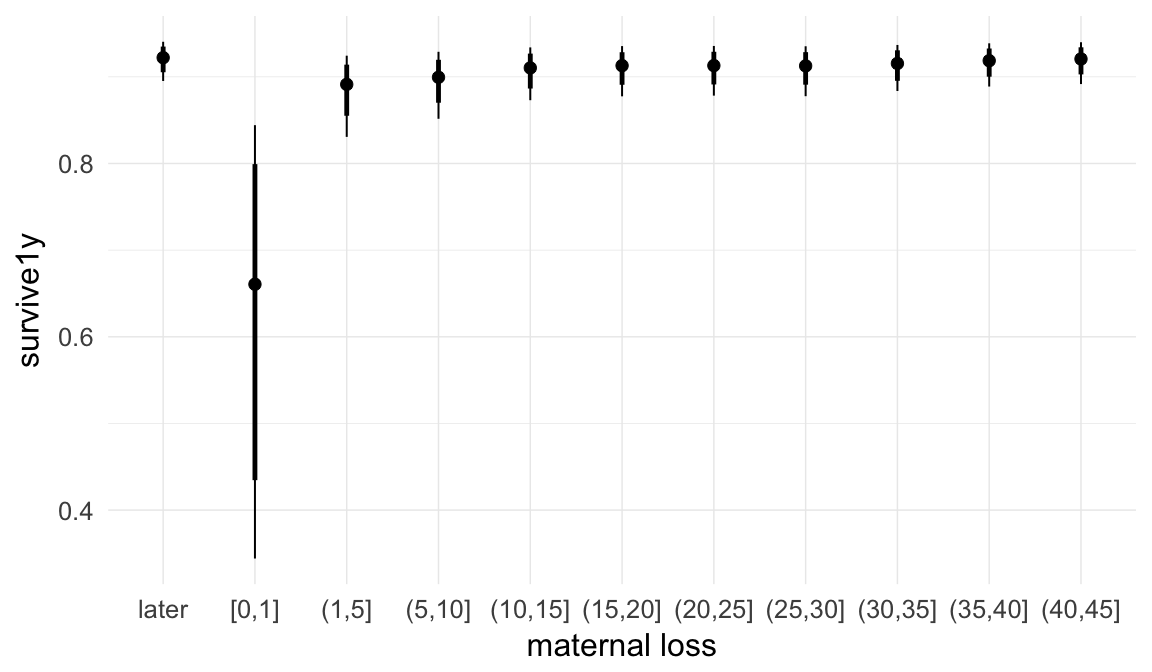 survive1y
0.8
0.6
0.4
later [0,1] (1,5] (5,10] (10,15] (15,20] (20,25] (25,30] (30,35] (35,40] (40,45]
maternal loss